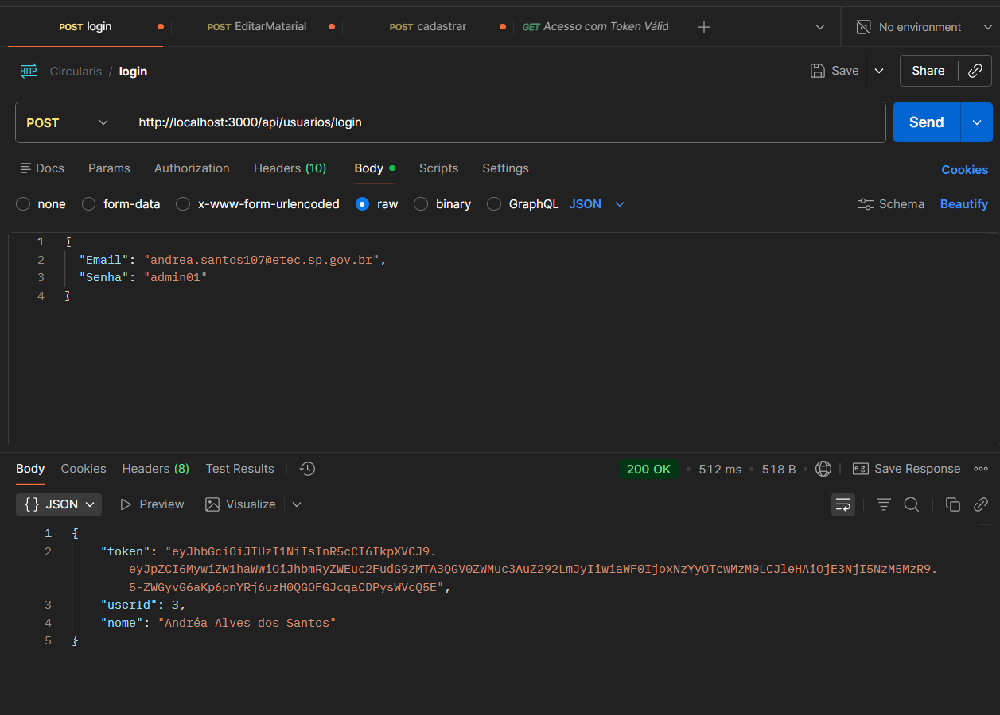 POST login
POST EditarMatarial
POST cadastrar
GET Acesso com Token Válid
No environment
HTTP Circularis / login
Save
Share
POST
http://localhost:3000/api/usuarios/login
Send
Docs Params Authorization Headers (10) Body Scripts Settings
Cookies
none form-data x-www-form-urlencoded raw binary GraphQL JSON
Schema Beautify
1 {
2 "Email": "andrea.santos107@etec.sp.gov.br",
3 "Senha": "admin01"
4 }
Body Cookies Headers (8) Test Results
200 OK • 512 ms • 518 B
e.g. Save Response
{} JSON Preview Visualize
1 {
2 "token": "eyJhbGciOiJIUzI1NiIsInR5cCI6IkpXVCJ9.
eyJpZCI6MywiZW1haWwiOiJhbmRyZWEuc2FudG9zMTA3QGV0ZWMuc3AuZ292LmJyIiwiaWF0IjoxNzYyOTcwMzM0LCJleHAiOjE3NjI5NzM5MzR9.
5-ZWGyvG6aKp6pnYRj6uzH0QGOFGJcqaCDPysWVcQ5E",
3 "userId": 3,
4 "nome": "Andréa Alves dos Santos"
5 }